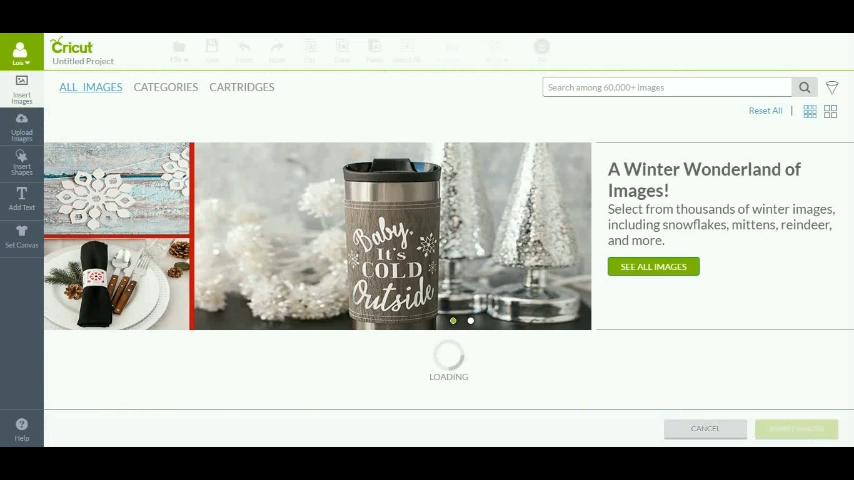 Lois
Cricut
Untitled Project
Insert
Images
Upload
Images
Insert
Shapes
Add Text
Set Canvas
Help
ALL IMAGES
CATEGORIES
CARTRIDGES
Search among 60,000+ images
Reset All
Baby.
It's
COLD
Outside
A Winter Wonderland of
Images!
Select from thousands of winter images,
including snowflakes, mittens, reindeer,
and more.
SEE ALL IMAGES
LOADING
CANCEL